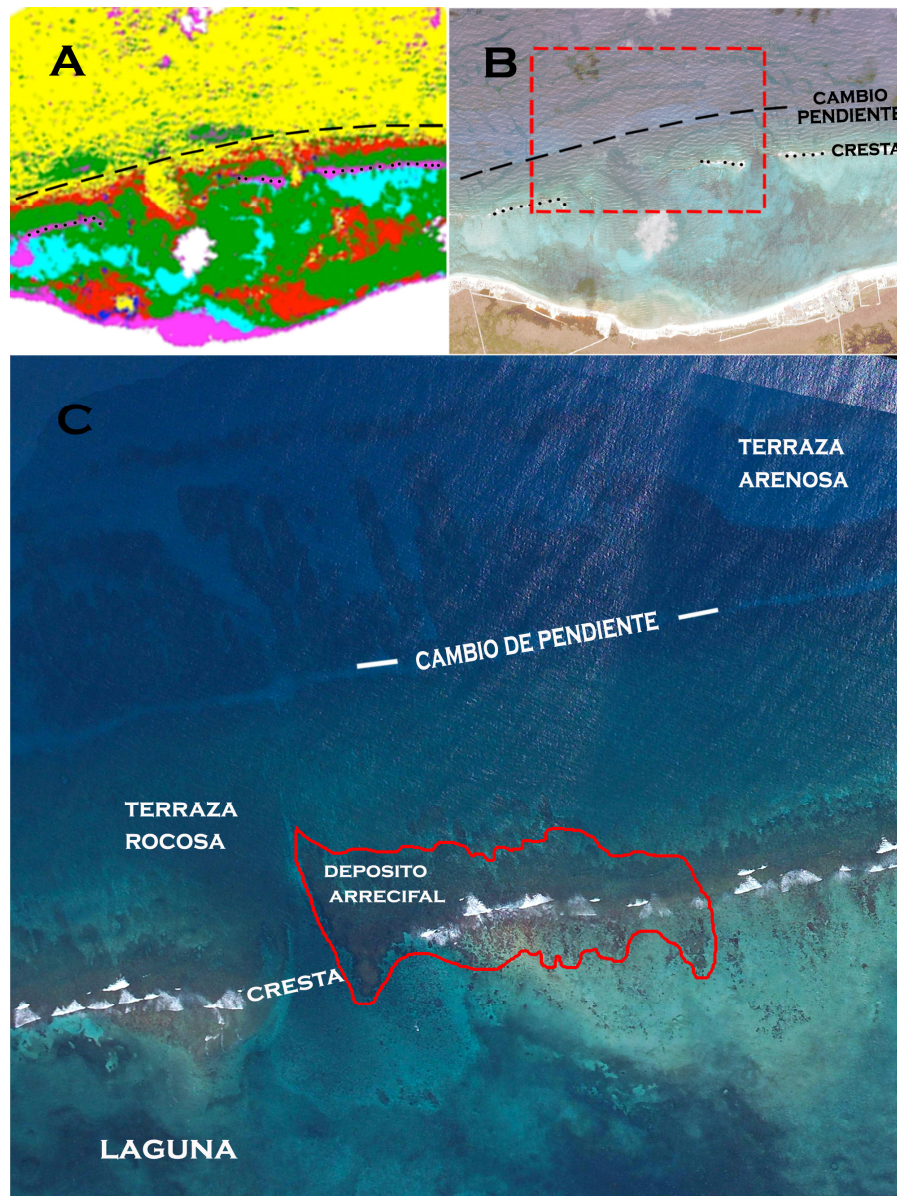 A
B
CAMBIO
PENDIENTE
CRESTA
C
TERRAZA
ARENOSA
CAMBIO DE PENDIENTE
TERRAZA
ROCOSA
DEPOSITO
ARRECIFAL
CRESTA
LAGUNA